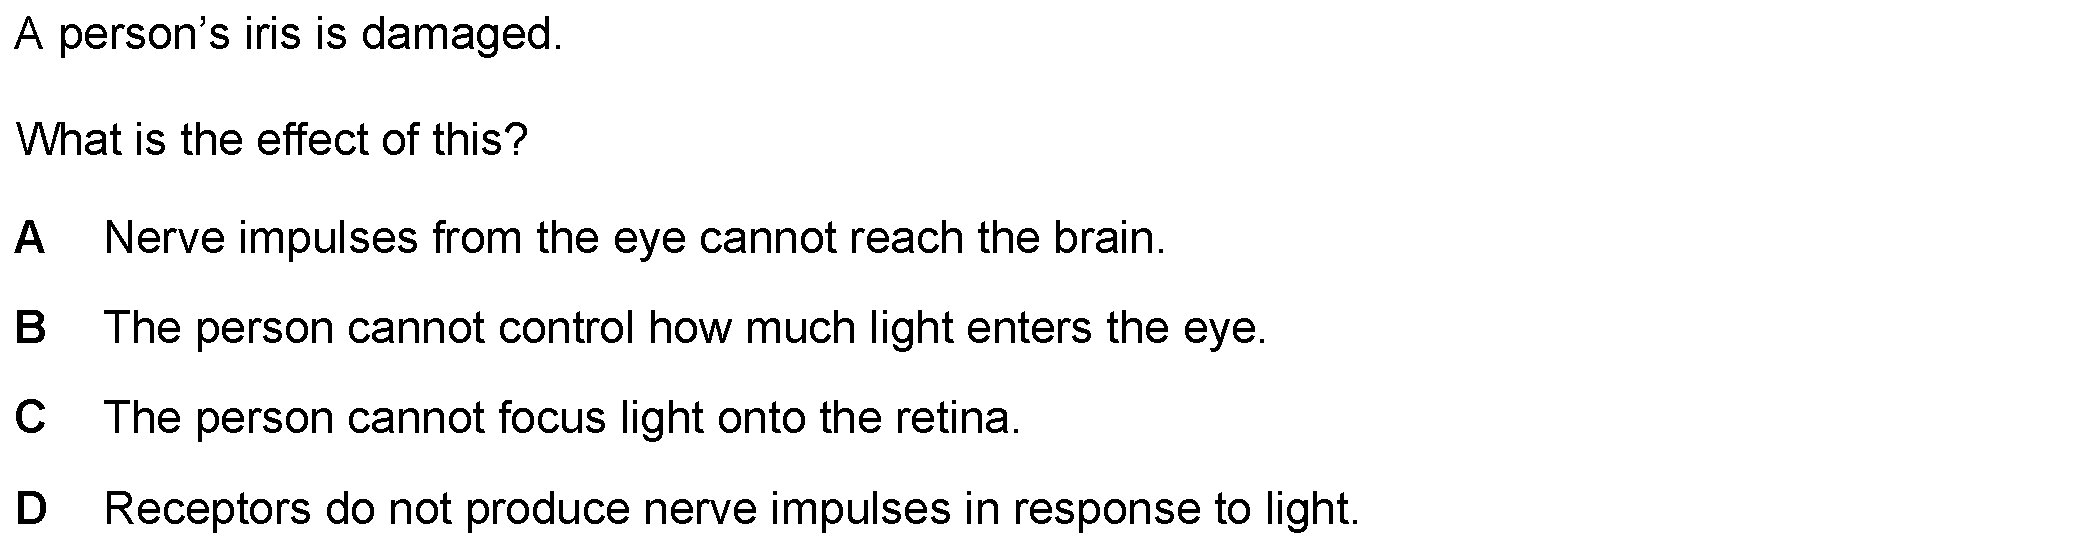 A person’s iris is damaged.
What is the effect of this?
A Nerve impulses from the eye cannot reach the brain.
B The person cannot control how much light enters the eye.
C The person cannot focus light onto the retina.
D Receptors do not produce nerve impulses in response to light.